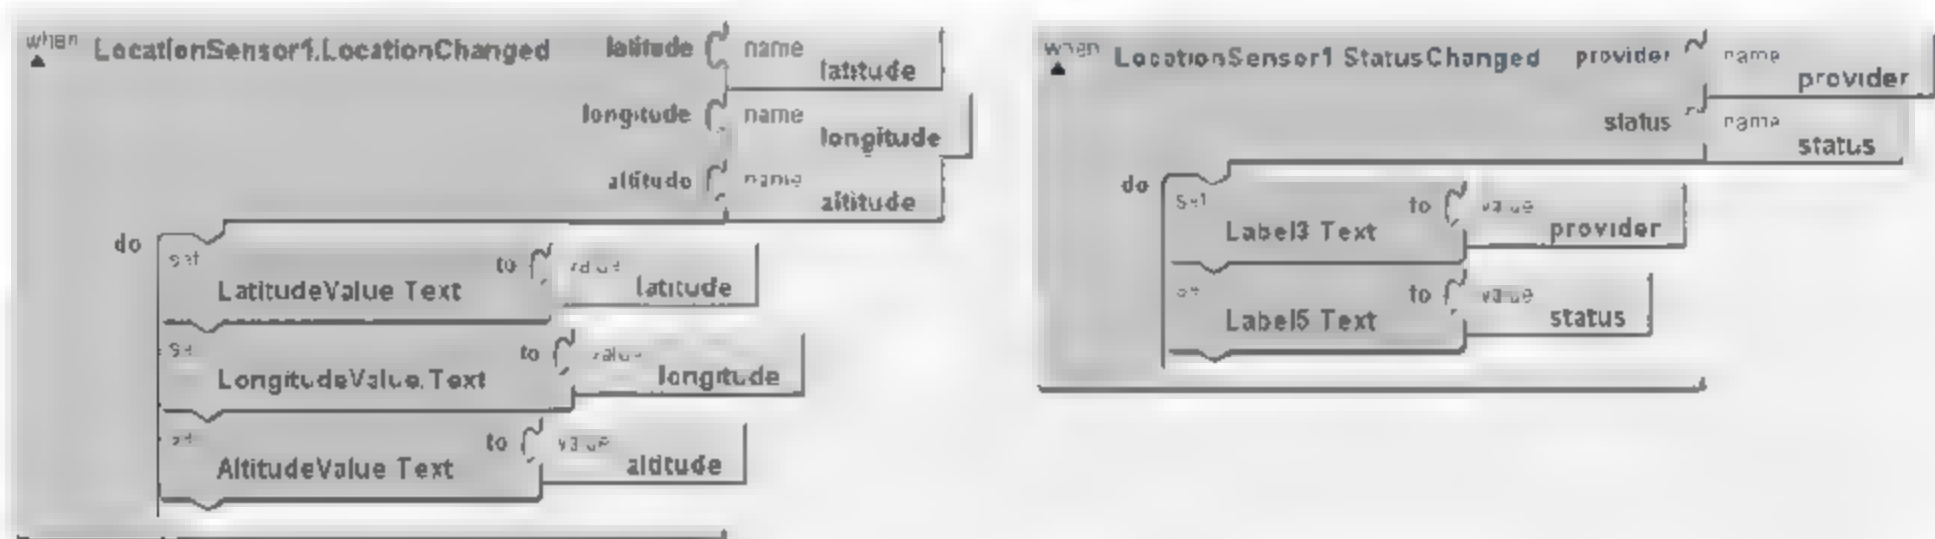 when LocationSensor1.LocationChanged latitude name
latitude
longitude name
longitude
altitude name
altitude
do set to value
LatitudeValue Text latitude
set to value
LongitudeValue.Text longitude
set to value
AltitudeValue Text altitude
when LocationSensor1 StatusChanged provider name
provider
status name
status
do set to value
Label3 Text provider
set to value
Label5 Text status